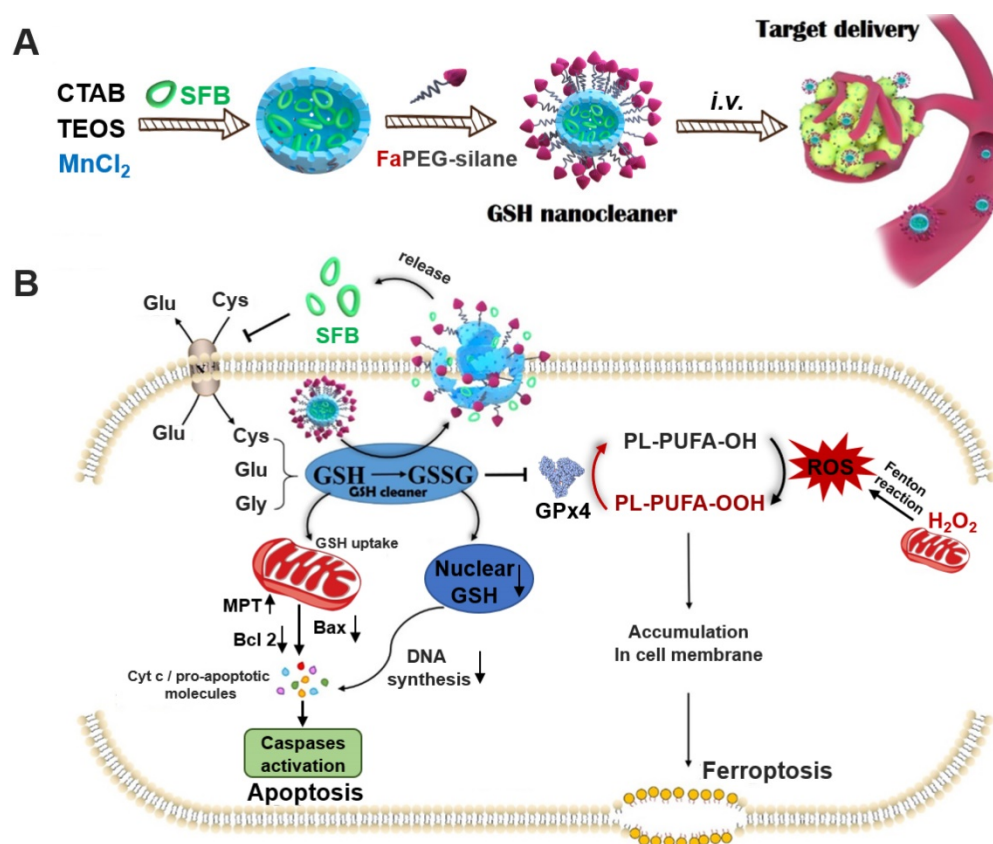 A
CTAB
TEOS
MnCl₂
SFB
FaPEG-silane
GSH nanocleaner
i.v.
Target delivery
B
Glu
Cys
SFB
release
Glu
Cys
Glu
Gly
GSH → GSSG
GSH cleaner
GPx4
PL-PUFA-OH
PL-PUFA-OOH
ROS
Fenton
reaction
H₂O₂
GSH uptake
MPT
Bcl 2
Bax
Nuclear
GSH
DNA
synthesis
Cyt c / pro-apoptotic
molecules
Caspases
activation
Apoptosis
Accumulation
In cell membrane
Ferroptosis